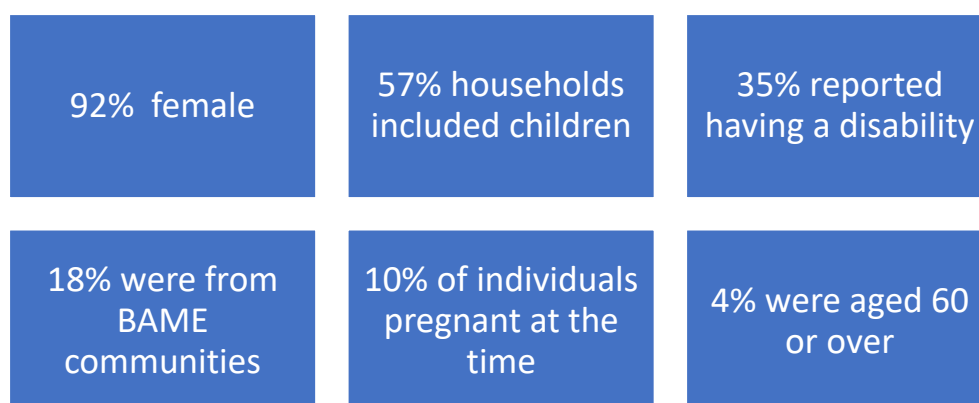 92%  female
57% households
included children
35% reported
having a disability
18% were from
BAME
communities
10% of individuals
pregnant at the
time
4% were aged 60
or over